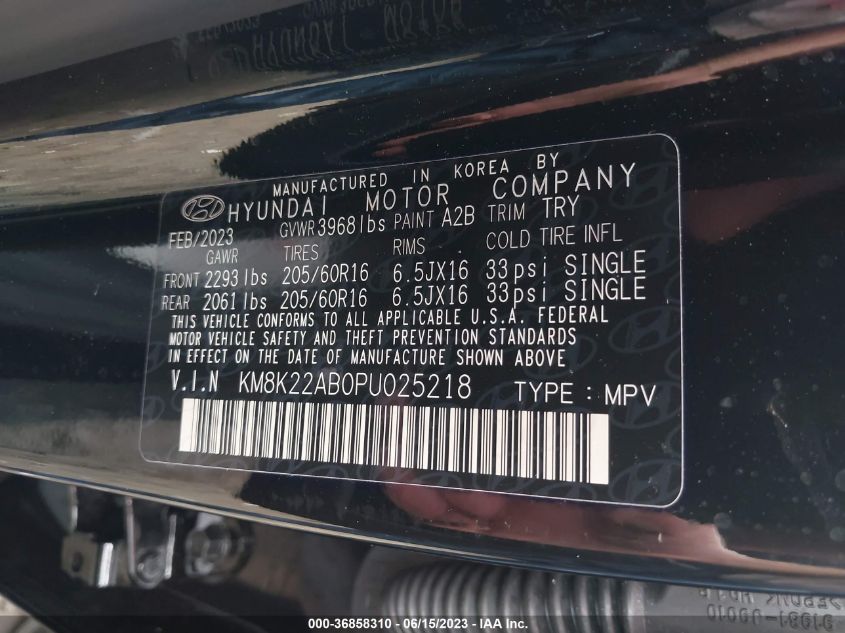 MANUFACTURED IN KOREA BY
HYUNDAI MOTOR COMPANY
FEB/2023 GVWR 3968 lbs PAINT A2B TRIM TRY
GAWR TIRES RIMS COLD TIRE INFL
FRONT 2293 lbs 205/60R16 6.5JX16 33psi SINGLE
REAR 2061 lbs 205/60R16 6.5JX16 33psi SINGLE
THIS VEHICLE CONFORMS TO ALL APPLICABLE U.S.A. FEDERAL
MOTOR VEHICLE SAFETY AND THEFT PREVENTION STANDARDS
IN EFFECT ON THE DATE OF MANUFACTURE SHOWN ABOVE
V.I.N KM8K22AB0PU025218 TYPE : MPV
000-36858310 - 06/15/2023 - IAA Inc.